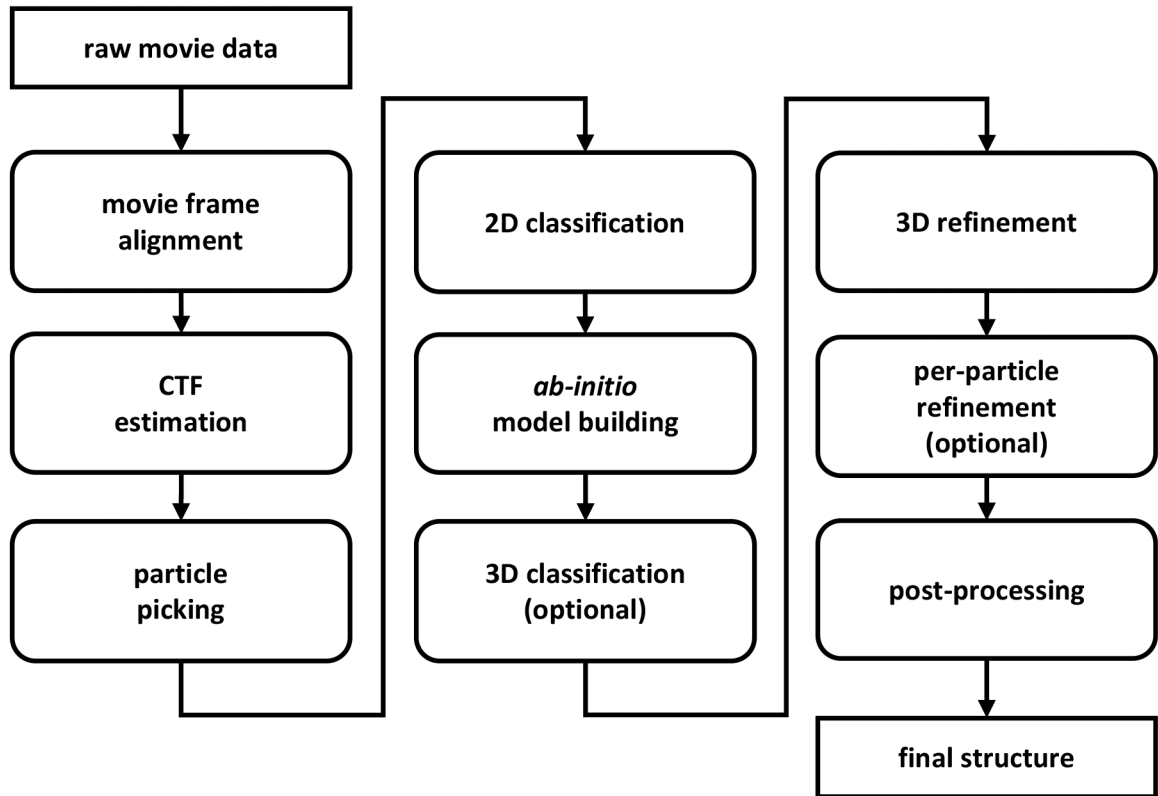 raw movie data
movie frame
alignment
CTF
estimation
particle
picking
2D classification
ab-initio
model building
3D classification
(optional)
3D refinement
per-particle
refinement
(optional)
post-processing
final structure